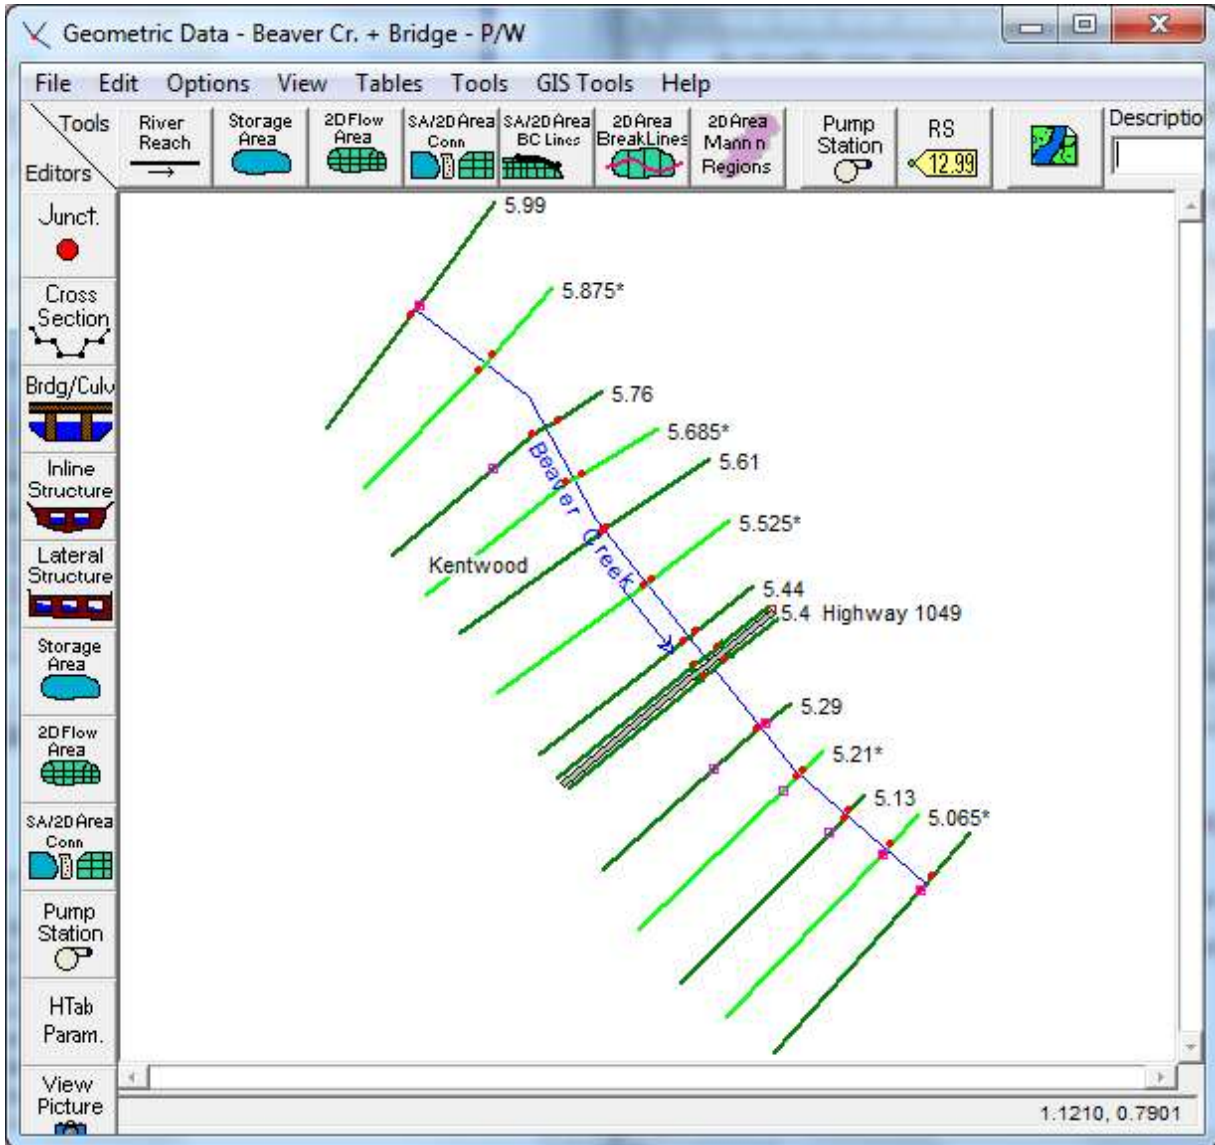 Geometric Data - Beaver Cr. + Bridge - P/W
File Edit Options View Tables Tools GIS Tools Help
Tools
Editors
River
Reach
Storage
Area
2D Flow
Area
SA/2D Area
Conn
SA/2D Area
BC Lines
2D Area
BreakLines
2D Area
Mann n
Regions
Pump
Station
RS
12.99
Descriptio
Junct.
Cross
Section
Brdg/Culv
Inline
Structure
Lateral
Structure
Storage
Area
2D Flow
Area
SA/2D Area
Conn
Pump
Station
HTab
Param.
View
Picture
5.99
5.875*
5.76
5.685*
5.61
5.525*
Beaver Creek
Kentwood
5.44
5.4 Highway 1049
5.29
5.21*
5.13
5.065*
1.1210, 0.7901